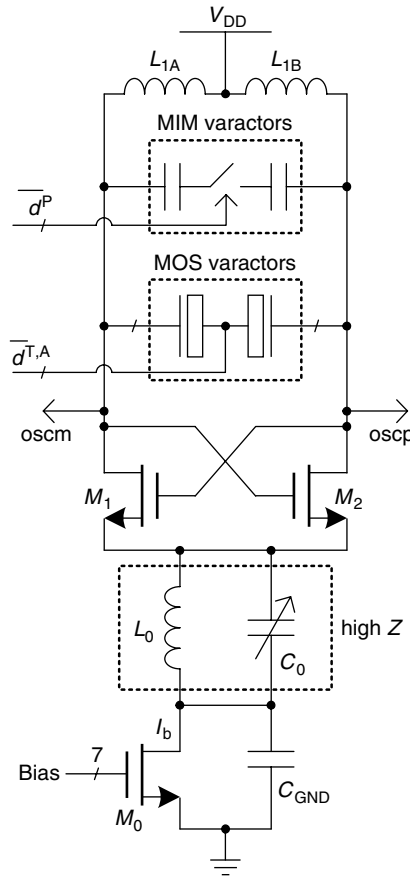 V_DD
L_1A L_1B
MIM varactors
d̅^P
MOS varactors
d̅^T,A
oscm oscp
M_1 M_2
L_0 C_0 high Z
I_b
7
Bias
M_0 C_GND